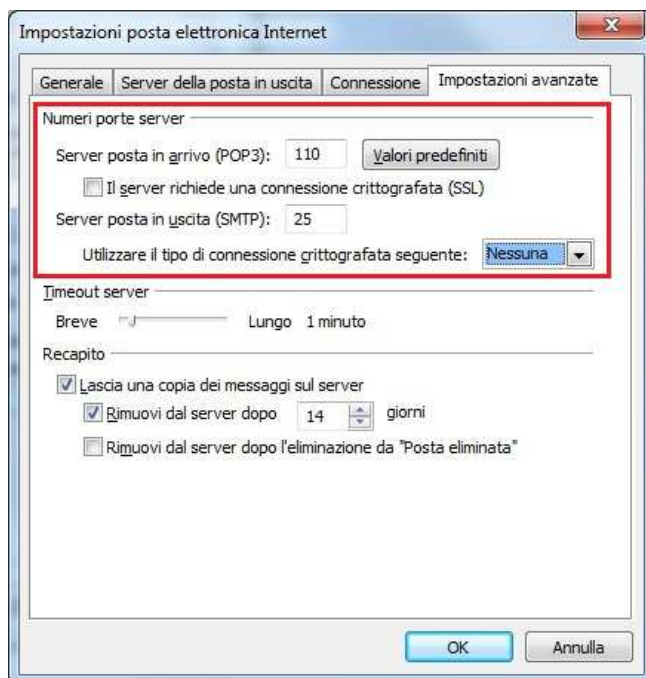 Impostazioni posta elettronica Internet
Generale Server della posta in uscita Connessione Impostazioni avanzate
Numeri porte server
Server posta in arrivo (POP3): 110 Valori predefiniti
Il server richiede una connessione crittografata (SSL)
Server posta in uscita (SMTP): 25
Utilizzare il tipo di connessione crittografata seguente: Nessuna
Timeout server
Breve Lungo 1 minuto
Recapito
Lascia una copia dei messaggi sul server
Rimuovi dal server dopo 14 giorni
Rimuovi dal server dopo l'eliminazione da "Posta eliminata"
OK Annulla